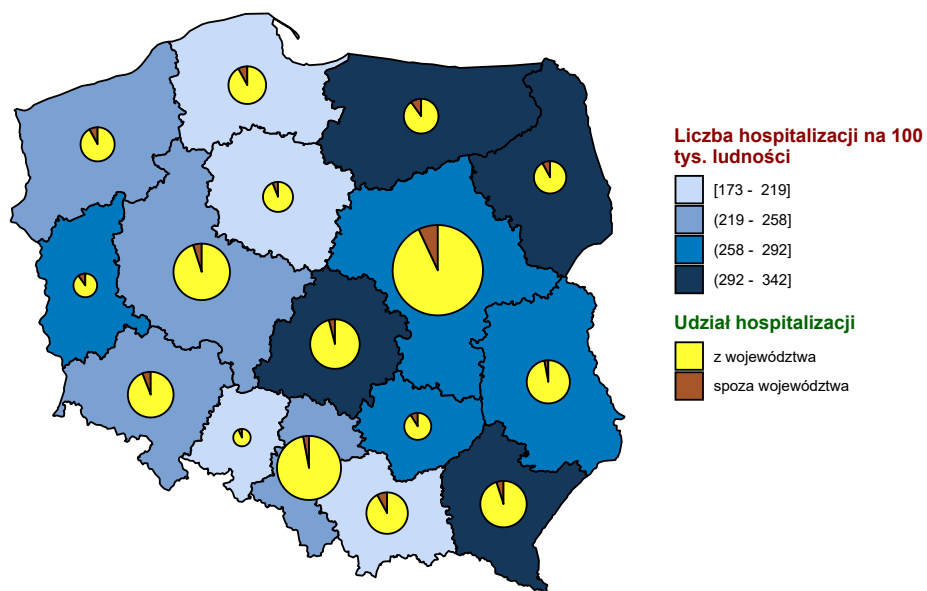 Liczba hospitalizacji na 100
tys. ludności
[173 - 219]
(219 - 258]
(258 - 292]
(292 - 342]
Udział hospitalizacji
z województwa
spoza województwa